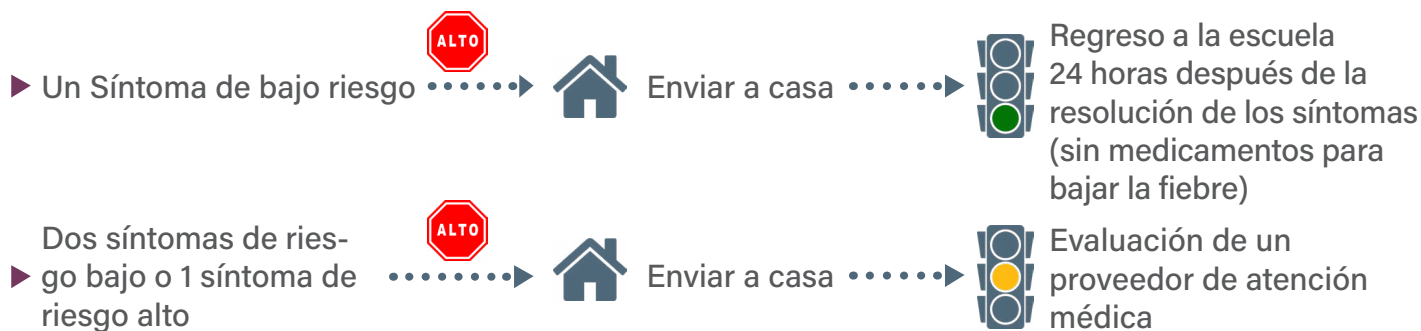 ALTO
Un Síntoma de bajo riesgo
Enviar a casa
Regreso a la escuela
24 horas después de la
resolución de los síntomas
(sin medicamentos para
bajar la fiebre)
ALTO
Dos síntomas de ries-
go bajo o 1 síntoma de
riesgo alto
Enviar a casa
Evaluación de un
proveedor de atención
médica